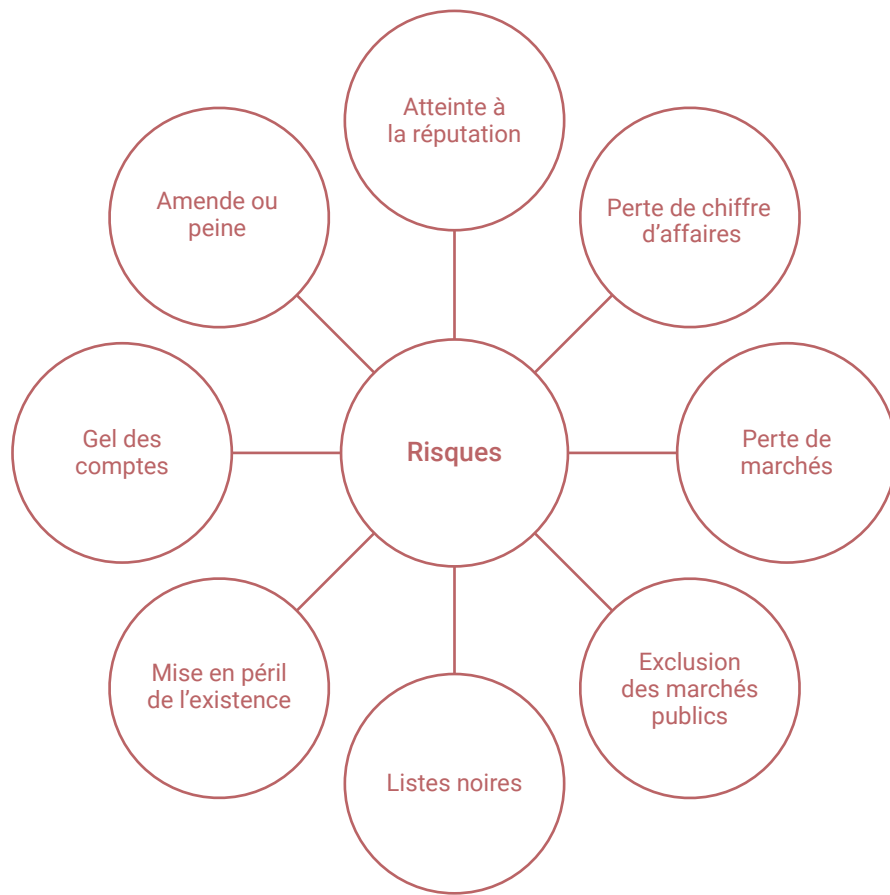 Atteinte à
la réputation
Amende ou
peine
Perte de chiffre
d’affaires
Gel des
comptes
Risques
Perte de
marchés
Mise en péril
de l’existence
Exclusion
des marchés
publics
Listes noires